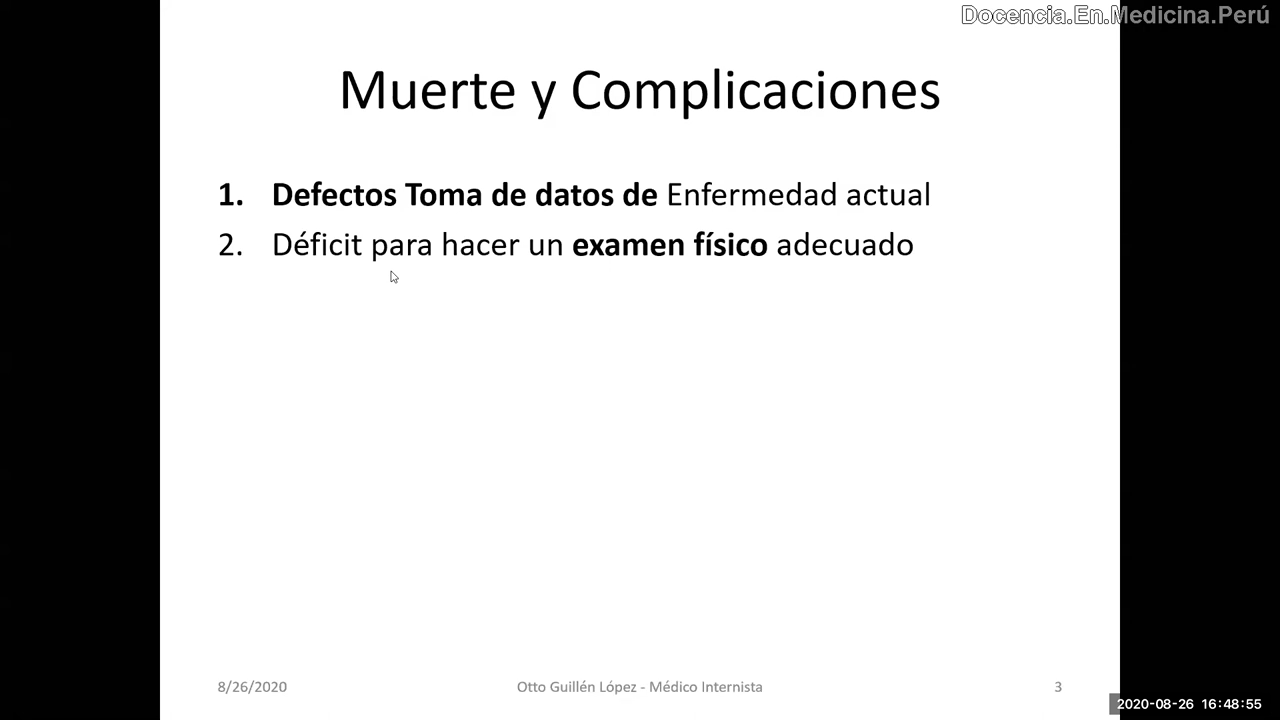 Docencia.En.Medicina.Perú
Muerte y Complicaciones
1. Defectos Toma de datos de Enfermedad actual
2. Déficit para hacer un examen físico adecuado
8/26/2020
Otto Guillén López - Médico Internista
3
2020-08-26 16:48:55